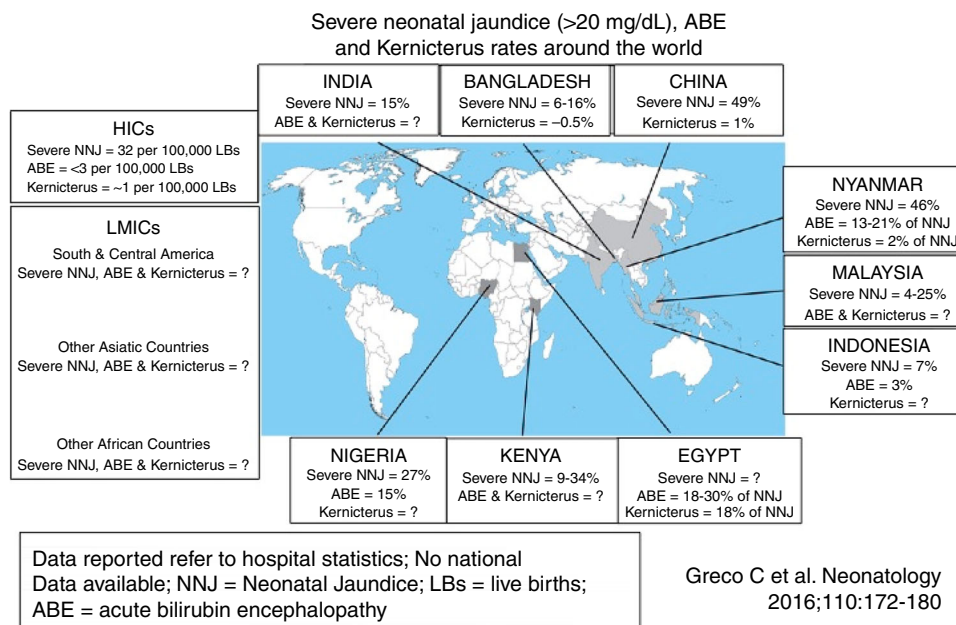 Severe neonatal jaundice (>20 mg/dL), ABE
and Kernicterus rates around the world
INDIA
Severe NNJ = 15%
ABE & Kernicterus = ?
BANGLADESH
Severe NNJ = 6-16%
Kernicterus = –0.5%
CHINA
Severe NNJ = 49%
Kernicterus = 1%
HICs
Severe NNJ = 32 per 100,000 LBs
ABE = <3 per 100,000 LBs
Kernicterus = ~1 per 100,000 LBs
LMICs
South & Central America
Severe NNJ, ABE & Kernicterus = ?
Other Asiatic Countries
Severe NNJ, ABE & Kernicterus = ?
Other African Countries
Severe NNJ, ABE & Kernicterus = ?
NYANMAR
Severe NNJ = 46%
ABE = 13-21% of NNJ
Kernicterus = 2% of NNJ
MALAYSIA
Severe NNJ = 4-25%
ABE & Kernicterus = ?
INDONESIA
Severe NNJ = 7%
ABE = 3%
Kernicterus = ?
NIGERIA
Severe NNJ = 27%
ABE = 15%
Kernicterus = ?
KENYA
Severe NNJ = 9-34%
ABE & Kernicterus = ?
EGYPT
Severe NNJ = ?
ABE = 18-30% of NNJ
Kernicterus = 18% of NNJ
Data reported refer to hospital statistics; No national
Data available; NNJ = Neonatal Jaundice; LBs = live births;
ABE = acute bilirubin encephalopathy
Greco C et al. Neonatology
2016;110:172-180